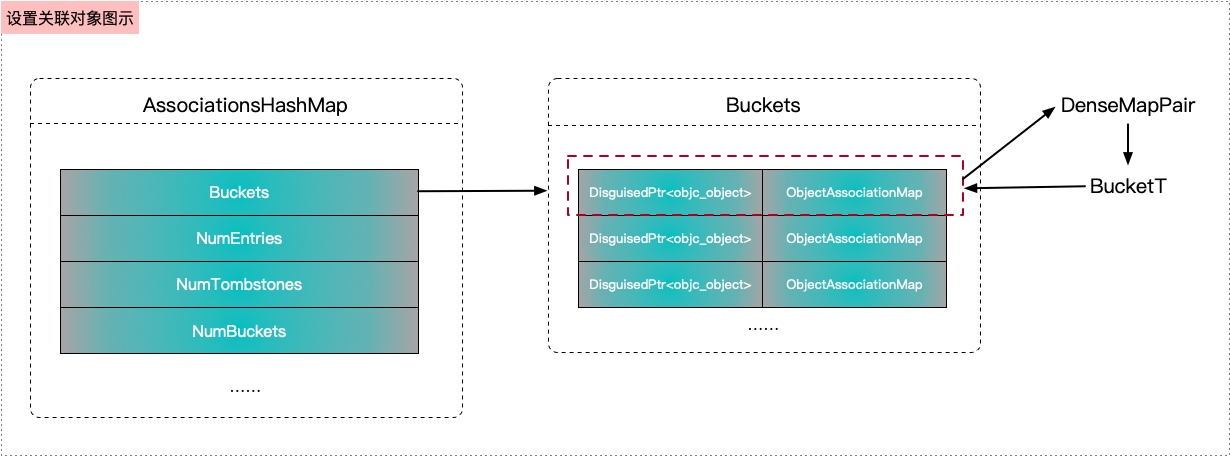 设置关联对象图示
AssociationsHashMap
Buckets
NumEntries
NumTombstones
NumBuckets
......
Buckets
DisguisedPtr<objc_object> ObjectAssociationMap
DisguisedPtr<objc_object> ObjectAssociationMap
DisguisedPtr<objc_object> ObjectAssociationMap
......
DenseMapPair
BucketT